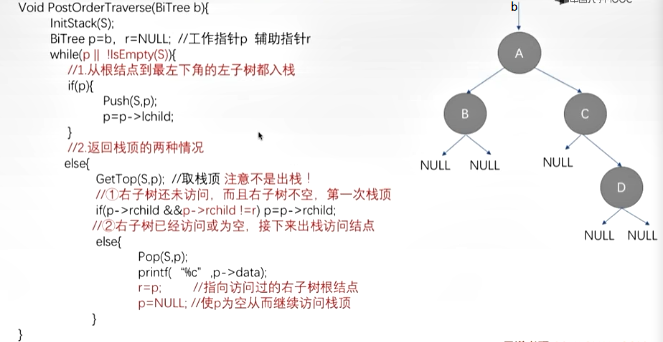 Void PostOrderTraverse(BiTree b){
InitStack(S);
BiTree p=b, r=NULL; //工作指针p 辅助指针r
while(p || !IsEmpty(S)){
//1.从根结点到最左下角的左子树都入栈
if(p){
Push(S,p);
p=p->lchild;
}
//2.返回栈顶的两种情况
else{
GetTop(S,p); //取栈顶 注意不是出栈！
//①右子树还未访问，而且右子树不空，第一次栈顶
if(p->rchild &&p->rchild !=r) p=p->rchild;
//②右子树已经访问或为空，接下来出栈访问结点
else{
Pop(S,p);
printf( “%c” ,p->data);
r=p; //指向访问过的右子树根结点
p=NULL; //使p为空从而继续访问栈顶
}
}
b
A
B
C
NULL
NULL
NULL
D
NULL
NULL